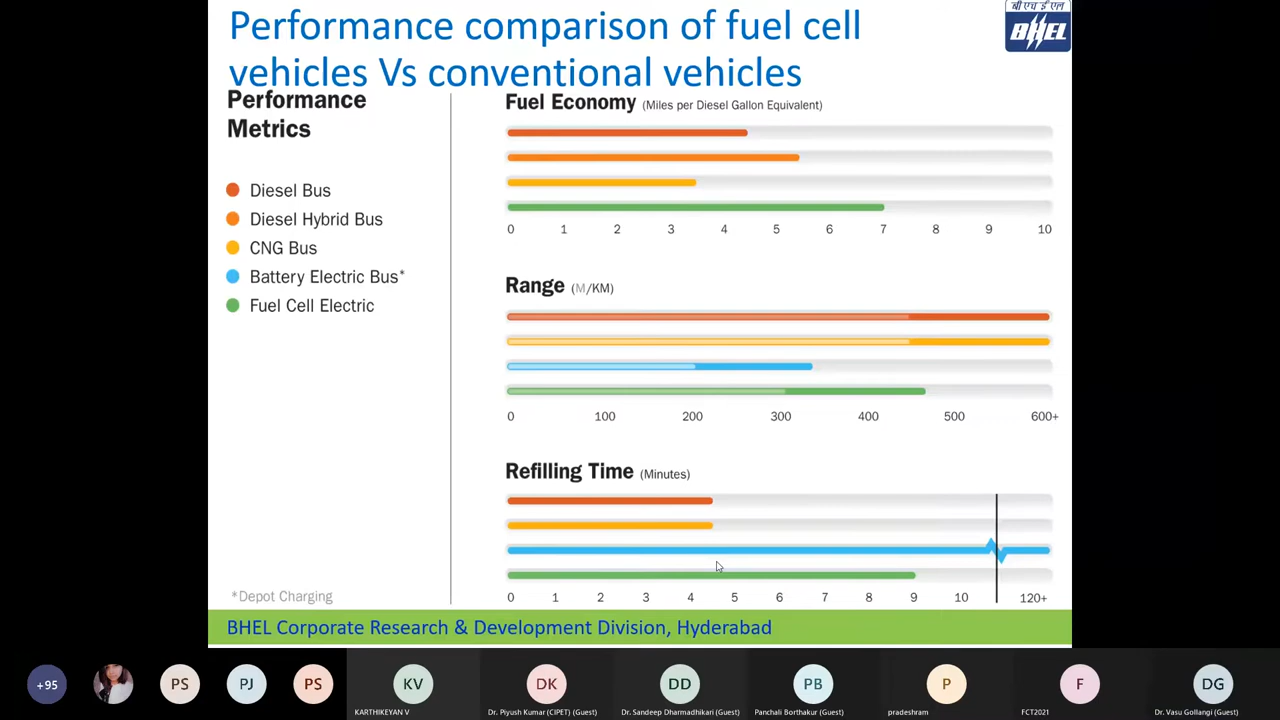 Performance comparison of fuel cell
vehicles Vs conventional vehicles
बी एच ई एल
BHEL
Performance
Metrics
Diesel Bus
Diesel Hybrid Bus
CNG Bus
Battery Electric Bus*
Fuel Cell Electric
*Depot Charging
Fuel Economy (Miles per Diesel Gallon Equivalent)
0 1 2 3 4 5 6 7 8 9 10
Range (M/KM)
0 100 200 300 400 500 600+
Refilling Time (Minutes)
0 1 2 3 4 5 6 7 8 9 10 120+
BHEL Corporate Research & Development Division, Hyderabad
+95 PS PJ PS KV DK DD PB P F DG
KARTHIKEYAN V Dr. Piyush Kumar (CIPET) (Guest) Dr. Sandeep Dharmadhikari (Guest) Panchali Borthakur (Guest) pradeshram FCT2021 Dr. Vasu Gollangi (Guest)